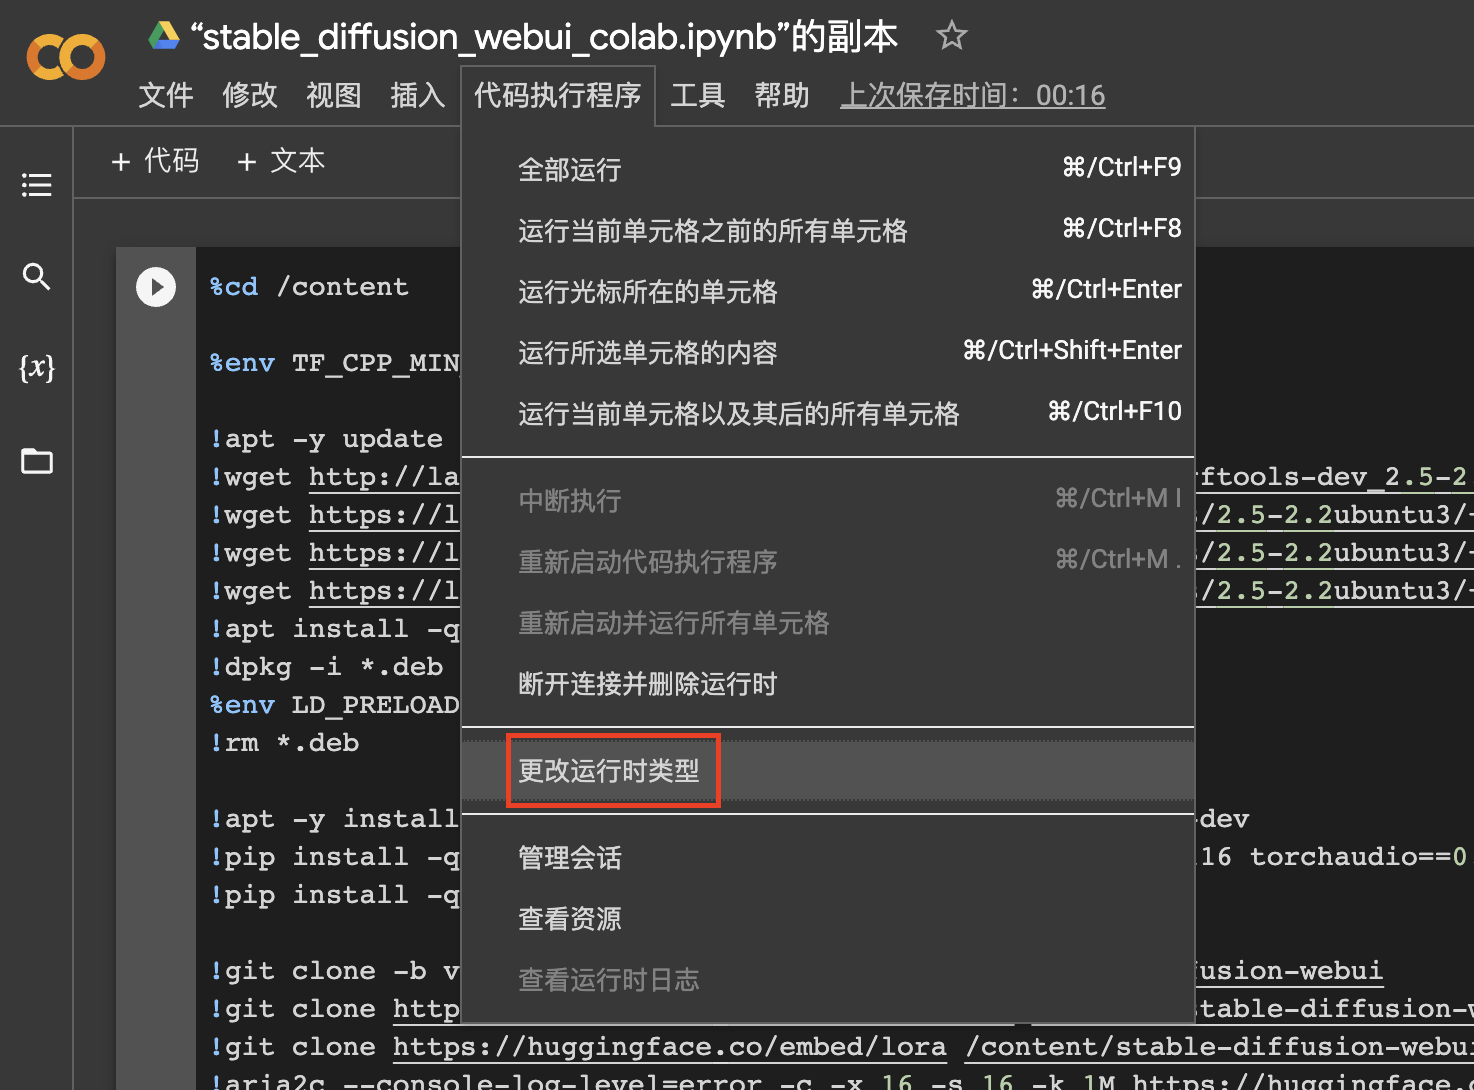 “stable_diffusion_webui_colab.ipynb”的副本
文件 修改 视图 插入 代码执行程序 工具 帮助 上次保存时间：00:16
+ 代码 + 文本
全部运行 ⌘/Ctrl+F9
运行当前单元格之前的所有单元格 ⌘/Ctrl+F8
运行光标所在的单元格 ⌘/Ctrl+Enter
运行所选单元格的内容 ⌘/Ctrl+Shift+Enter
运行当前单元格以及其后的所有单元格 ⌘/Ctrl+F10
中断执行 ⌘/Ctrl+M I
重新启动代码执行程序 ⌘/Ctrl+M .
重新启动并运行所有单元格
断开连接并删除运行时
更改运行时类型
管理会话
查看资源
查看运行时日志
{x}
%cd /content
%env TF_CPP_MIN_
!apt -y update
!wget http://la ftools-dev_2.5-2
!wget https://l /2.5-2.2ubuntu3/
!wget https://l /2.5-2.2ubuntu3/
!wget https://l /2.5-2.2ubuntu3/
!apt install -q
!dpkg -i *.deb
%env LD_PRELOAD
!rm *.deb
!apt -y install -dev
!pip install -q 16 torchaudio==0
!pip install -q
!git clone -b v fusion-webui
!git clone http table-diffusion-w
!git clone https://huggingface.co/embed/lora /content/stable-diffusion-webu
!aria2c --console-log-level=error -c -x 16 -s 16 -k 1M https://huggingface.